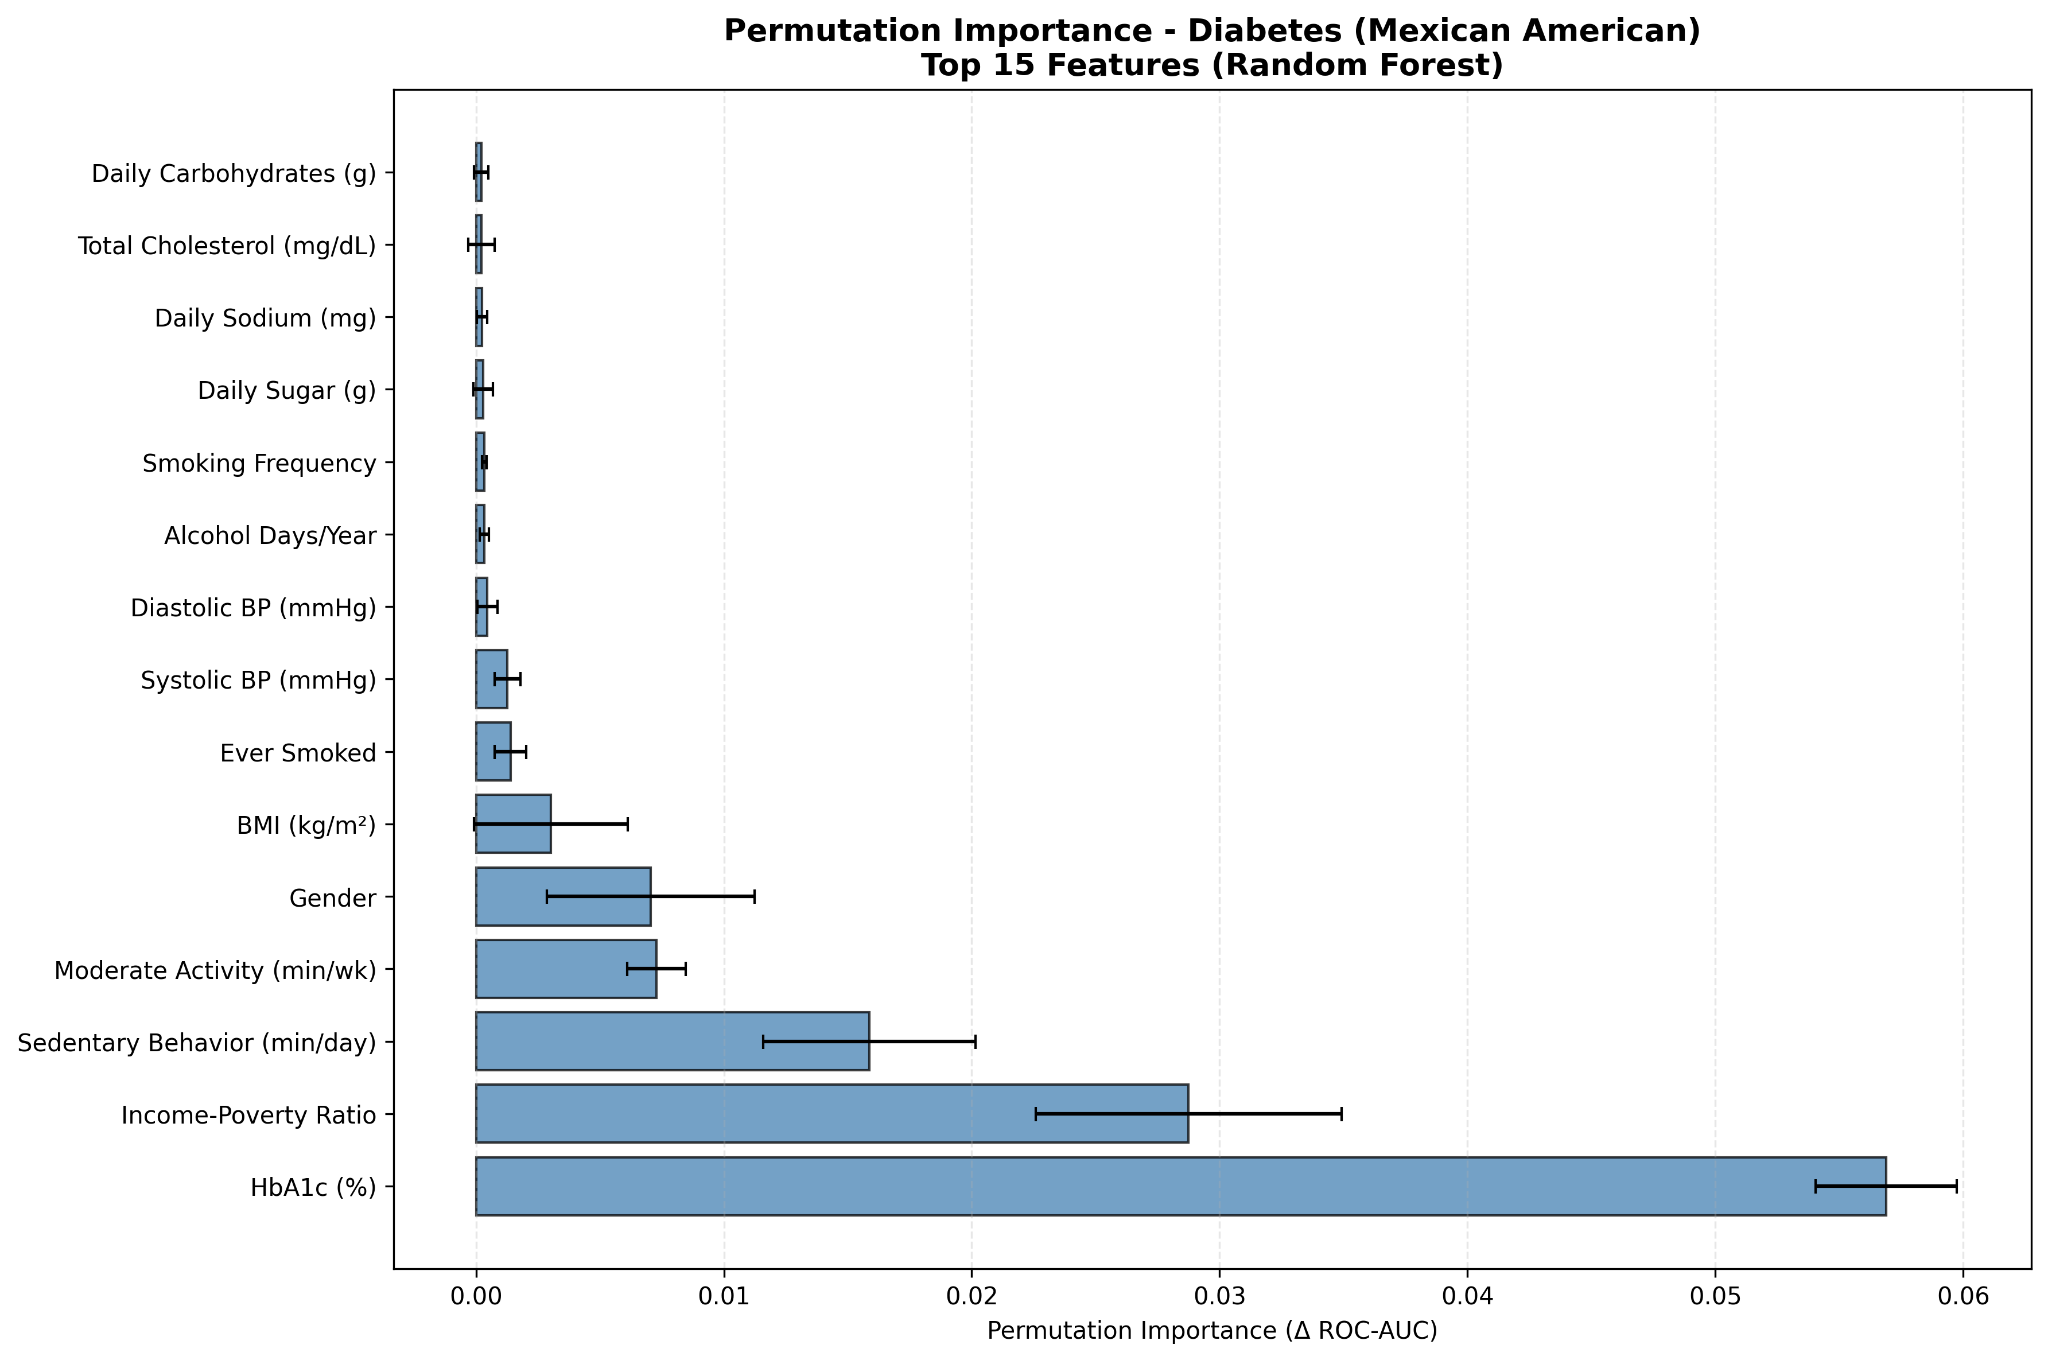 Permutation Importance - Diabetes (Mexican American)
Top 15 Features (Random Forest)
Daily Carbohydrates (g)
Total Cholesterol (mg/dL)
Daily Sodium (mg)
Daily Sugar (g)
Smoking Frequency
Alcohol Days/Year
Diastolic BP (mmHg)
Systolic BP (mmHg)
Ever Smoked
BMI (kg/m²)
Gender
Moderate Activity (min/wk)
Sedentary Behavior (min/day)
Income-Poverty Ratio
HbA1c (%)
0.00 0.01 0.02 0.03 0.04 0.05 0.06
Permutation Importance (Δ ROC-AUC)